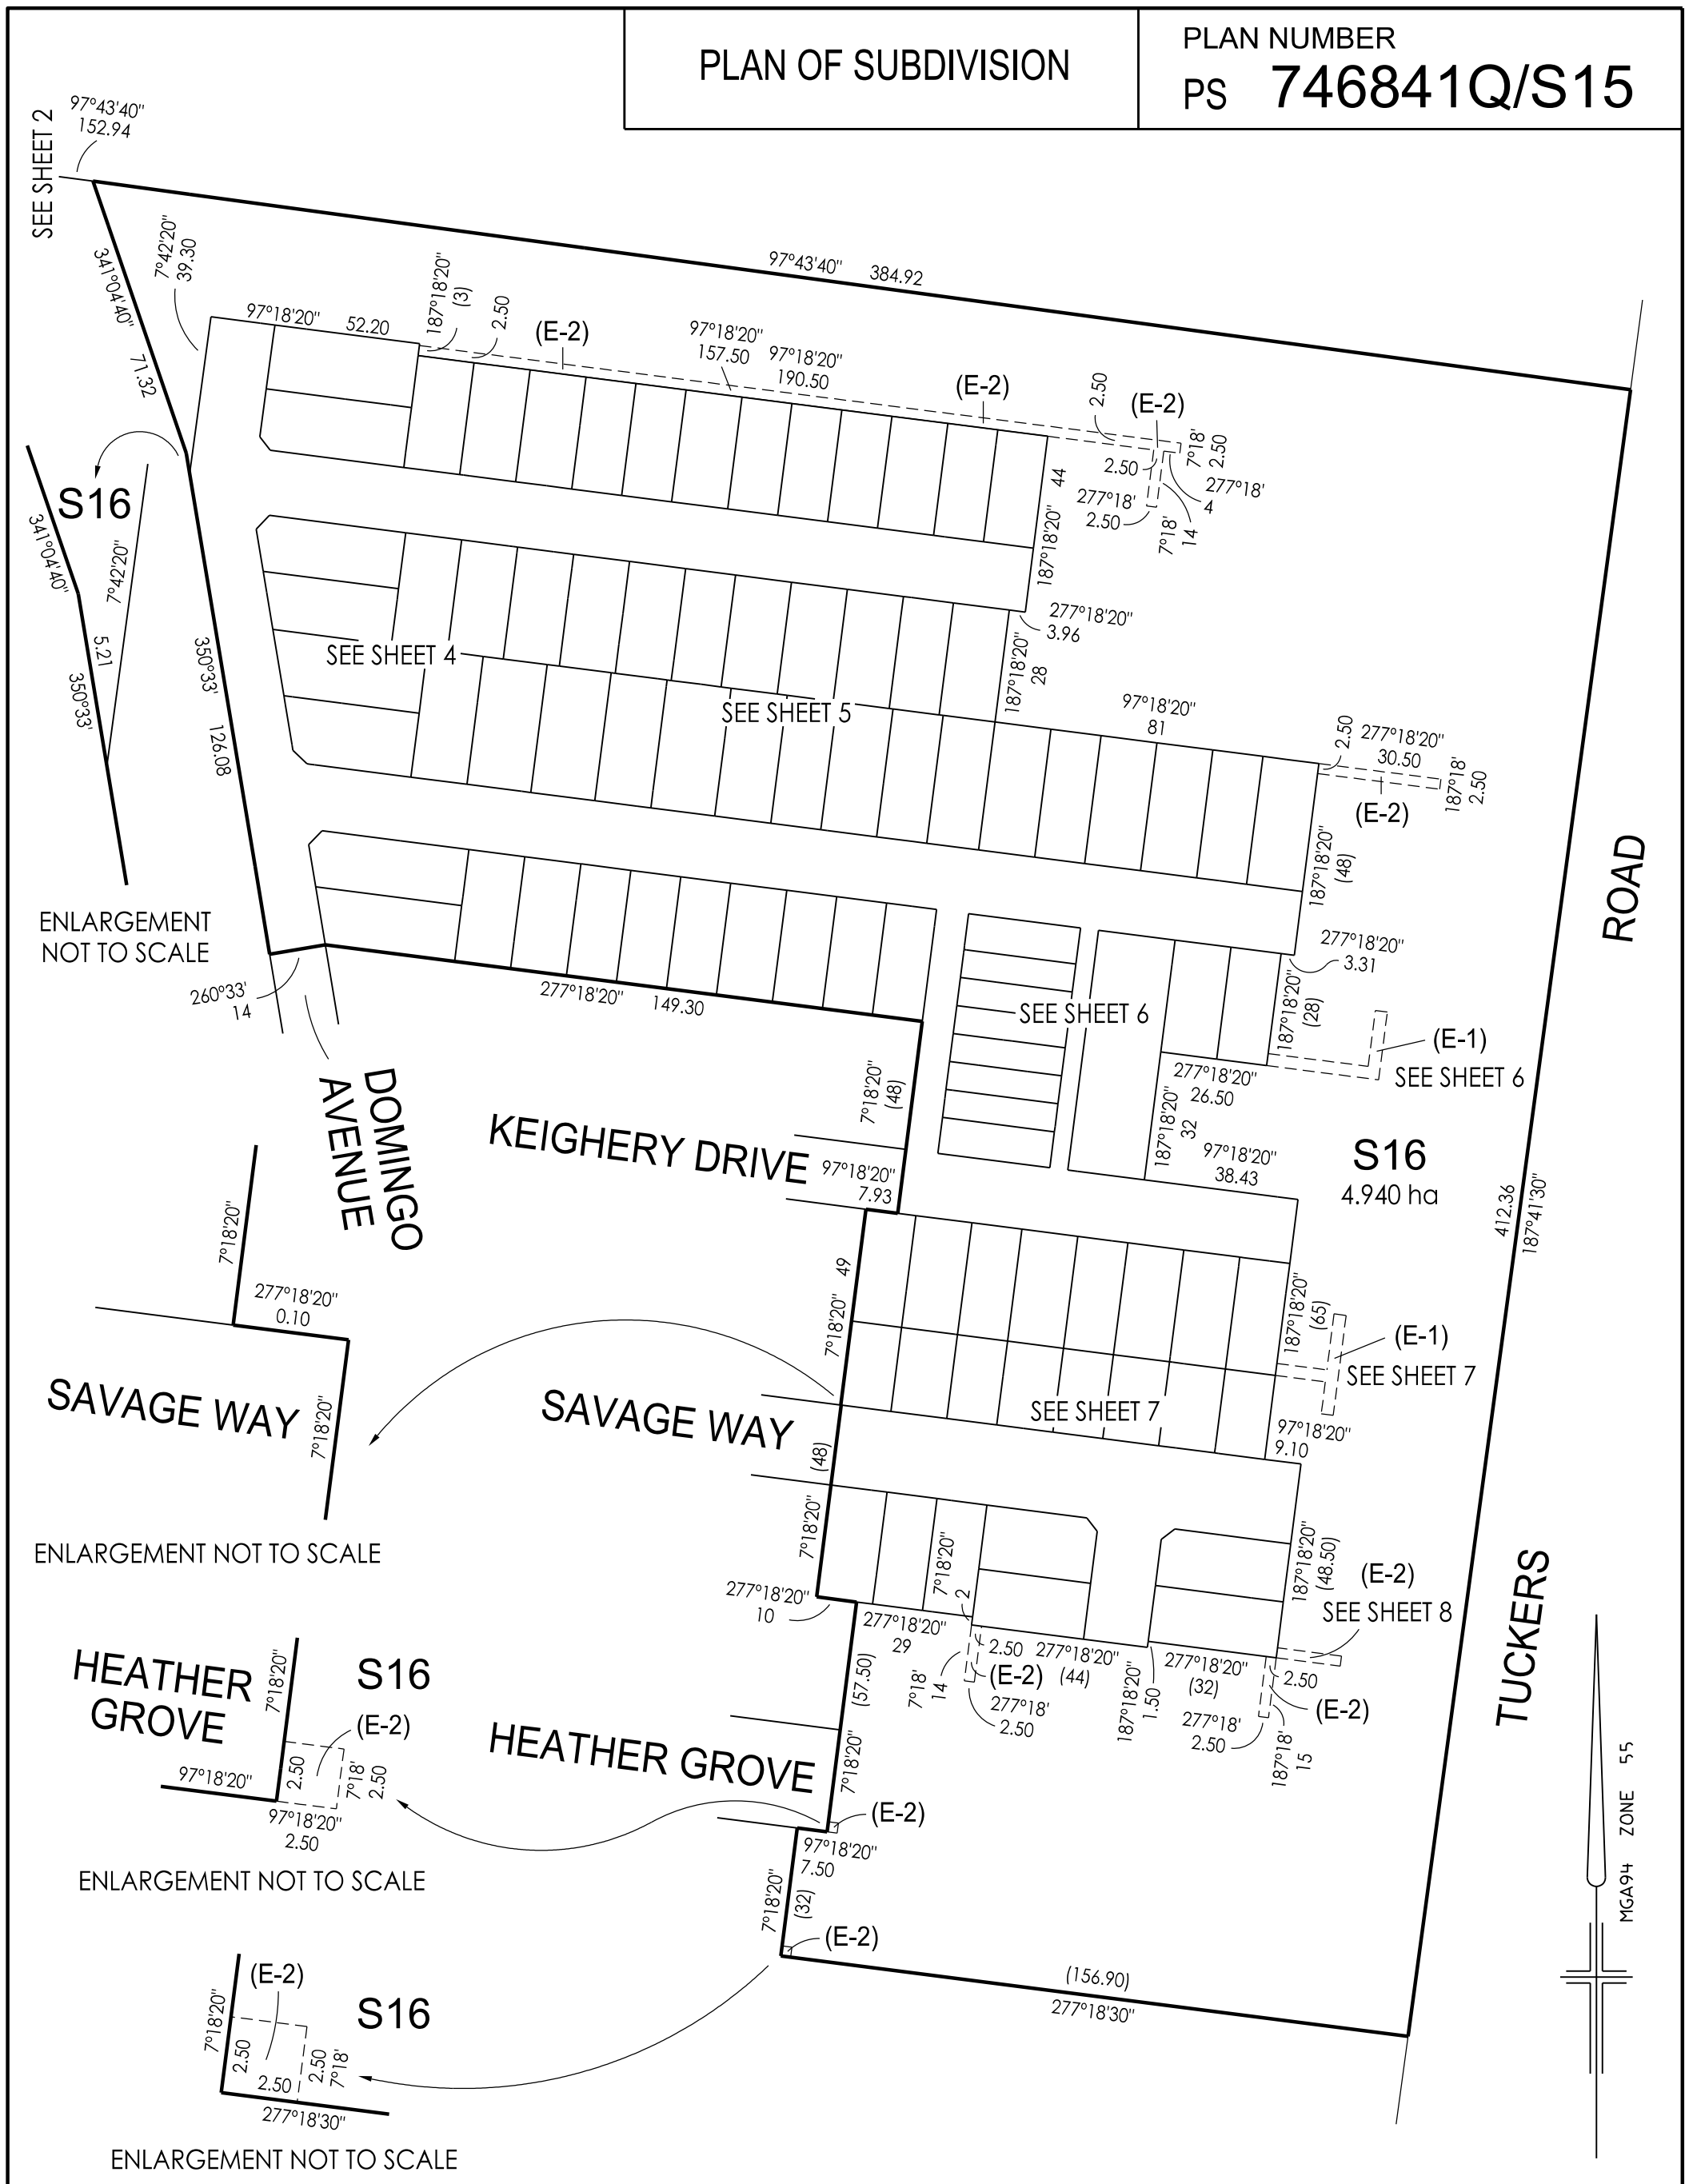 PLAN OF SUBDIVISION
PLAN NUMBER
PS 746841Q/S15
SEE SHEET 2
97°43'40"
152.94
341°04'40" 71.32
7°42'20"
39.30
97°43'40" 384.92
97°18'20" 52.20
187°18'20"
(3)
2.50
(E-2)
97°18'20"
157.50
97°18'20"
190.50
(E-2)
2.50
(E-2)
7°18'
2.50
2.50
277°18'
4
277°18'
2.50
7°18'
14
44
187°18'20"
S16
341°04'40"
7°42'20"
5.21
350°33'
350°33' 126.08
ENLARGEMENT
NOT TO SCALE
SEE SHEET 4
SEE SHEET 5
277°18'20"
3.96
187°18'20"
28
97°18'20"
81
2.50
277°18'20"
30.50
187°18'
2.50
(E-2)
187°18'20"
(48)
ROAD
277°18'20"
3.31
187°18'20"
(28)
(E-1)
SEE SHEET 6
SEE SHEET 6
260°33'
14
277°18'20" 149.30
DOMINGO
AVENUE
7°18'20"
(48)
KEIGHERY DRIVE
97°18'20"
7.93
277°18'20"
26.50
187°18'20"
32
97°18'20"
38.43
S16
4.940 ha
412.36
187°41'30"
7°18'20"
277°18'20"
0.10
SAVAGE WAY
7°18'20"
ENLARGEMENT NOT TO SCALE
7°18'20" 49
SAVAGE WAY
SEE SHEET 7
187°18'20"
(65)
(E-1)
SEE SHEET 7
97°18'20"
9.10
7°18'20" (48)
277°18'20"
10
7°18'20"
2
277°18'20"
29
2.50
277°18'20"
(44)
(E-2)
7°18'
14
277°18'
2.50
187°18'20"
1.50
277°18'20"
(32)
187°18'20"
(48.50)
(E-2)
SEE SHEET 8
2.50
(E-2)
277°18'
2.50
187°18'
15
TUCKERS
HEATHER
GROVE
7°18'20"
S16
(E-2)
2.50
7°18'
2.50
97°18'20"
97°18'20"
2.50
ENLARGEMENT NOT TO SCALE
HEATHER GROVE
7°18'20" (57.50)
(E-2)
97°18'20"
7.50
7°18'20"
(32)
(E-2)
(156.90)
277°18'30"
MGA94 ZONE 55
(E-2)
S16
7°18'20"
2.50
2.50
2.50
7°18'
277°18'30"
ENLARGEMENT NOT TO SCALE